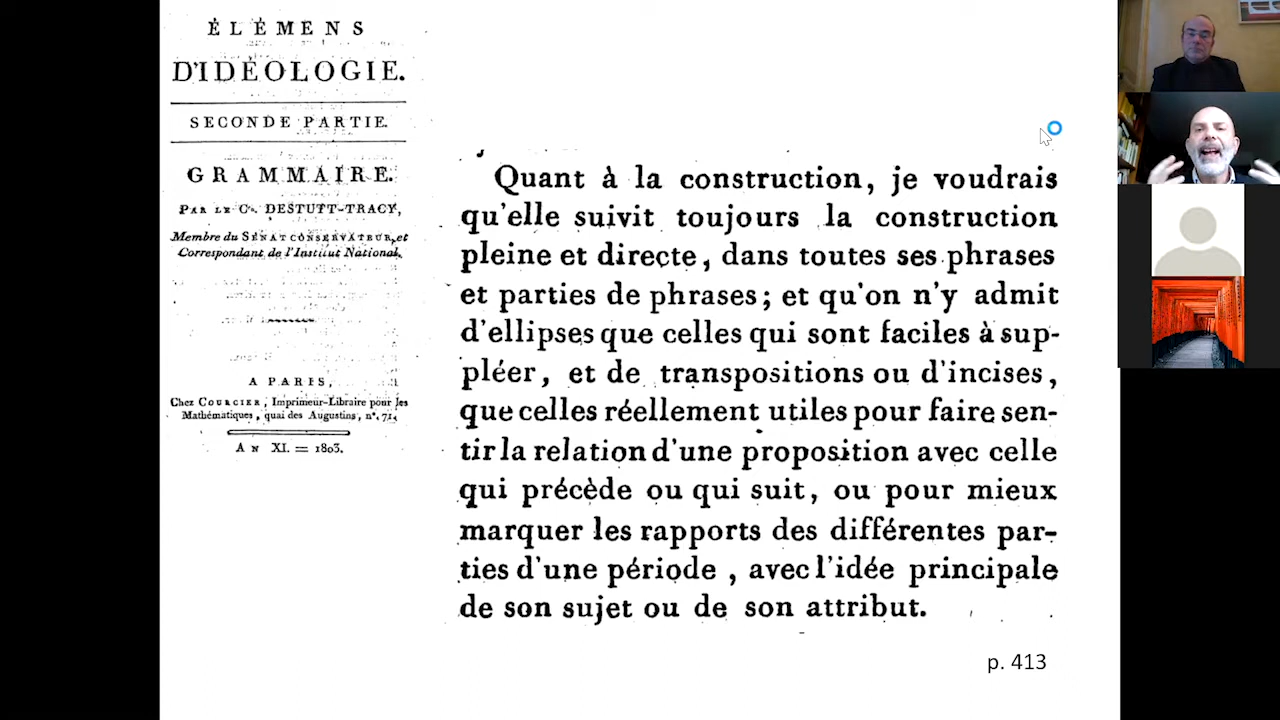 ÉLÉMENS
D'IDÉOLOGIE.
SECONDE PARTIE.
GRAMMAIRE.
PAR LE Cᵉⁿ. DESTUTT-TRACY,
Membre du SÉNAT CONSERVATEUR, et
Correspondant de l'Institut National.
A PARIS,
Chez COURCIER, Imprimeur-Libraire pour les
Mathématiques, quai des Augustins, nº. 71.
AN XI. = 1803.
Quant à la construction, je voudrais
qu'elle suivit toujours la construction
pleine et directe, dans toutes ses phrases
et parties de phrases; et qu'on n'y admit
d'ellipses que celles qui sont faciles à sup-
pléer, et de transpositions ou d'incises,
que celles réellement utiles pour faire sen-
tir la relation d'une proposition avec celle
qui précède ou qui suit, ou pour mieux
marquer les rapports des différentes par-
ties d'une période, avec l'idée principale
de son sujet ou de son attribut.
p. 413